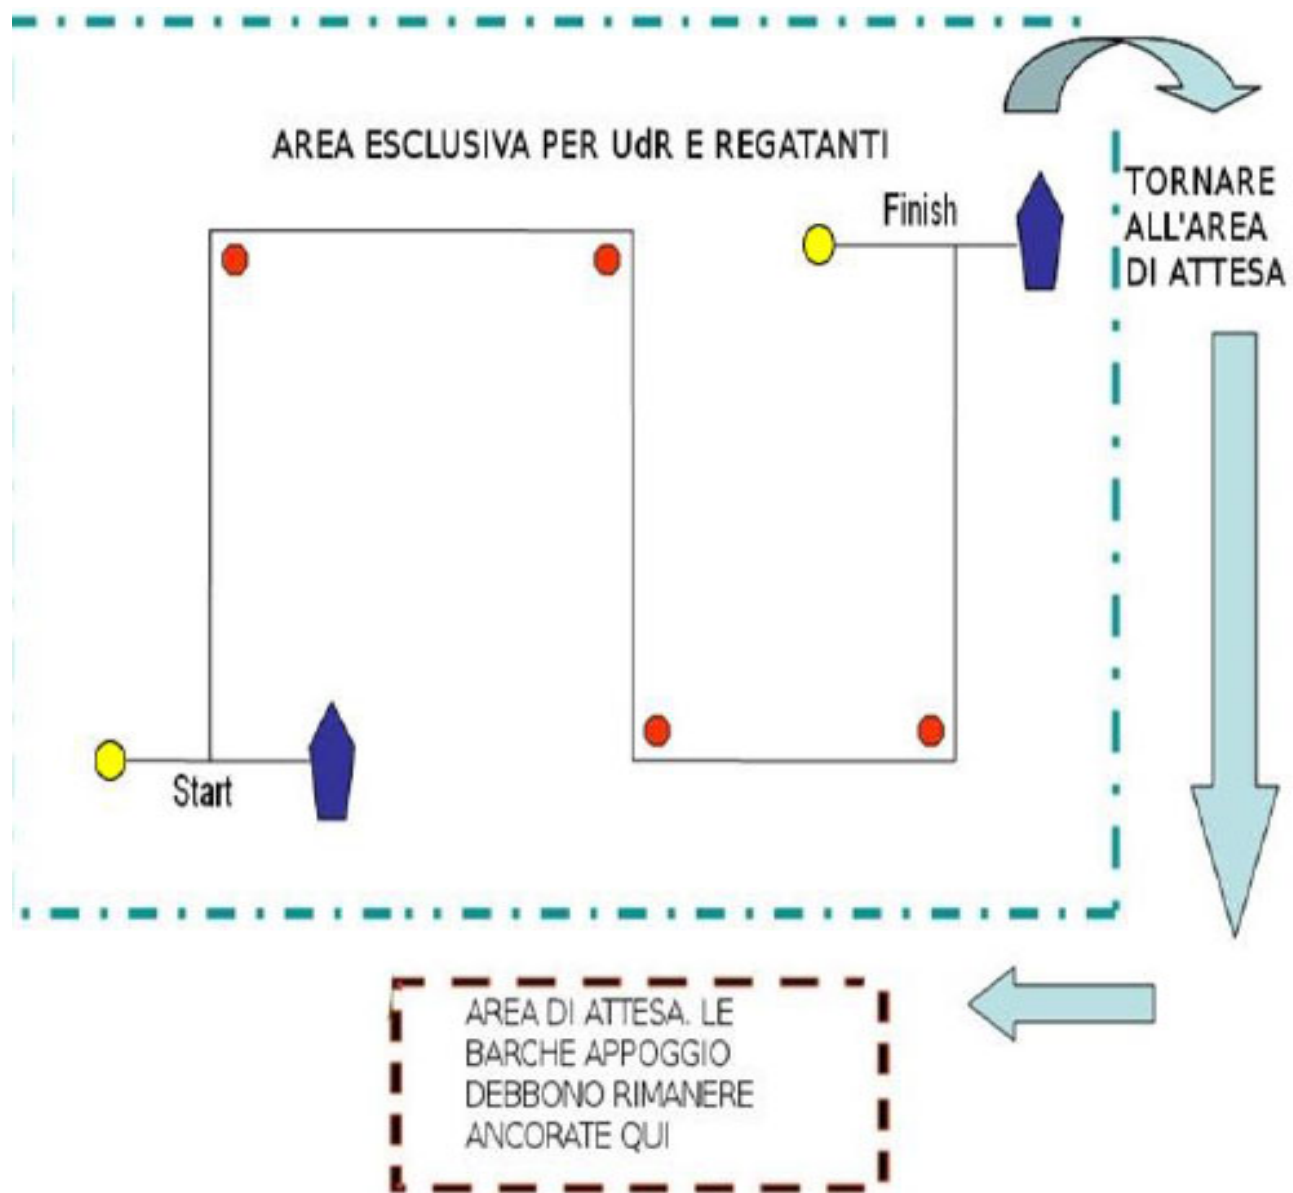 AREA ESCLUSIVA PER UdR E REGATANTI
Finish
TORNARE
ALL'AREA
DI ATTESA
Start
AREA DI ATTESA. LE
BARCHE APPOGGIO
DEBBONO RIMANERE
ANCORATE QUI